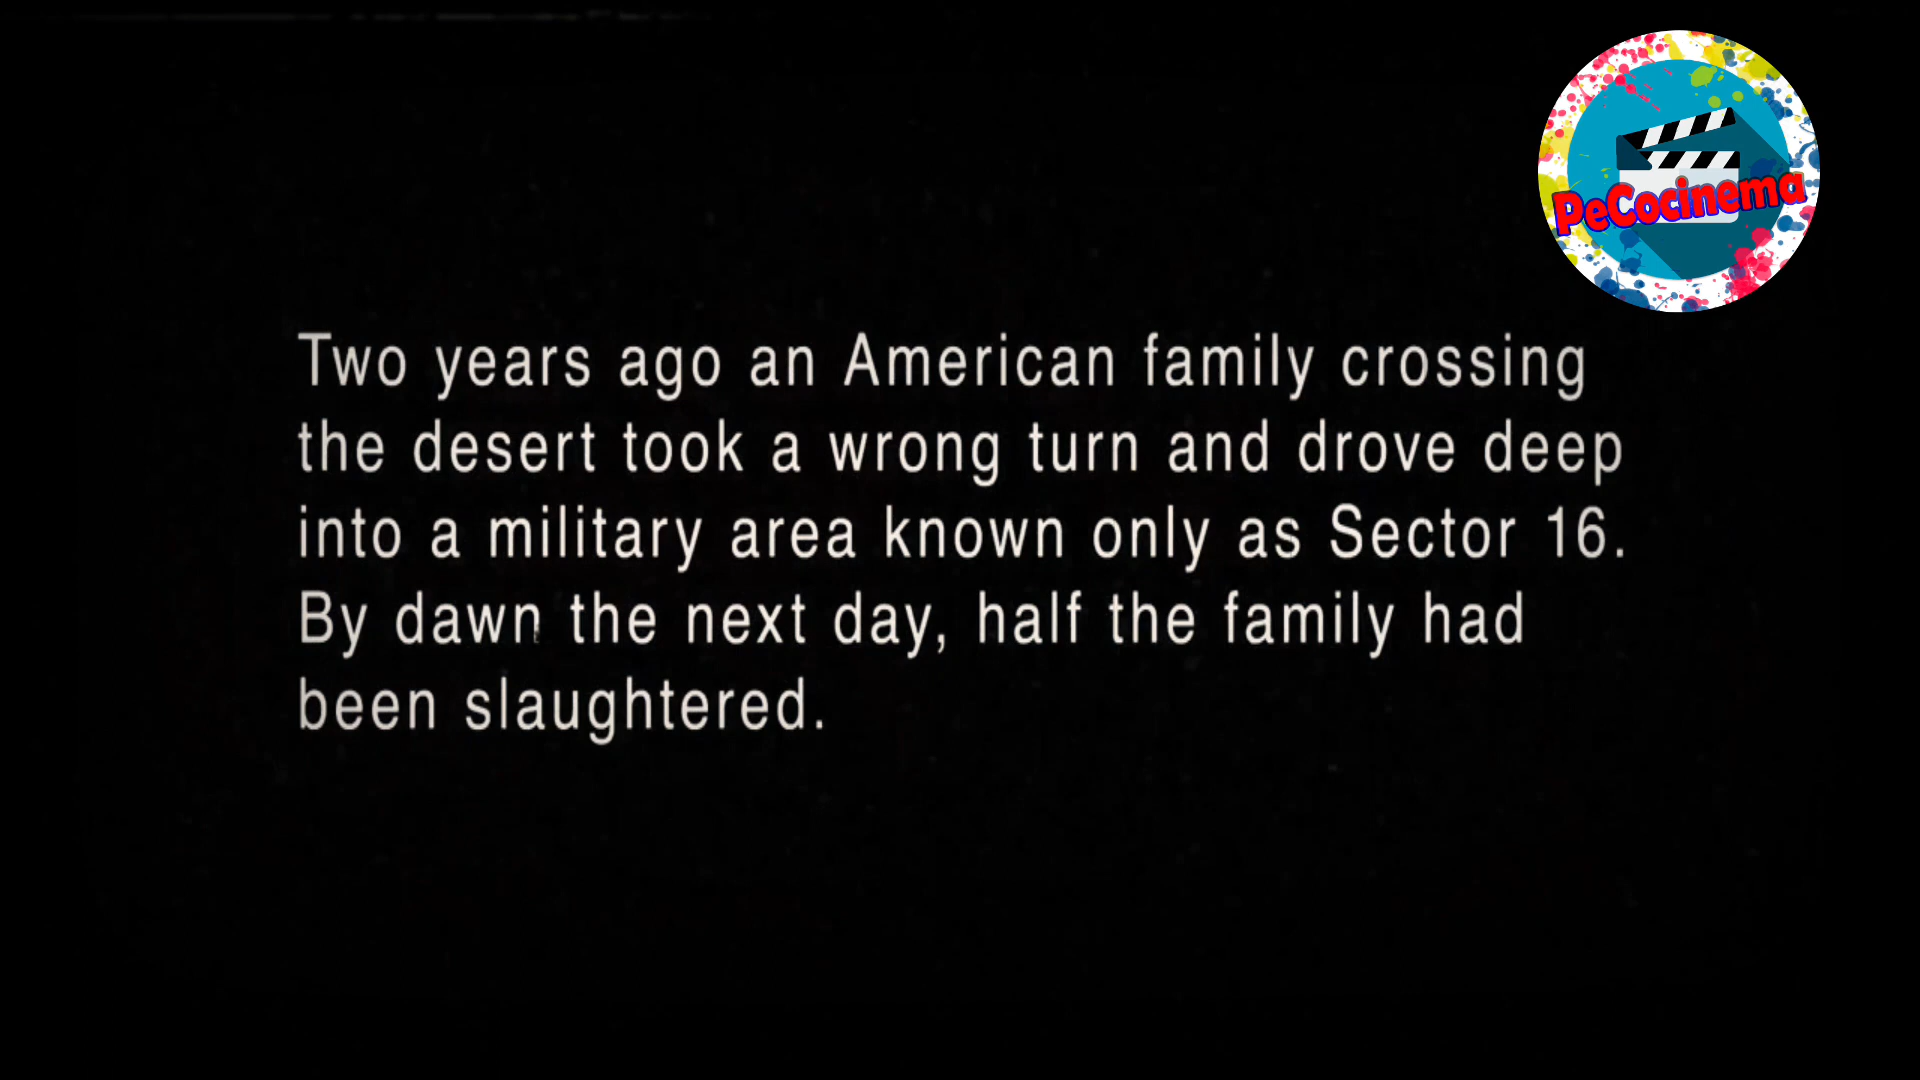 PeCocinema
Two years ago an American family crossing
the desert took a wrong turn and drove deep
into a military area known only as Sector 16.
By dawn the next day, half the family had
been slaughtered.